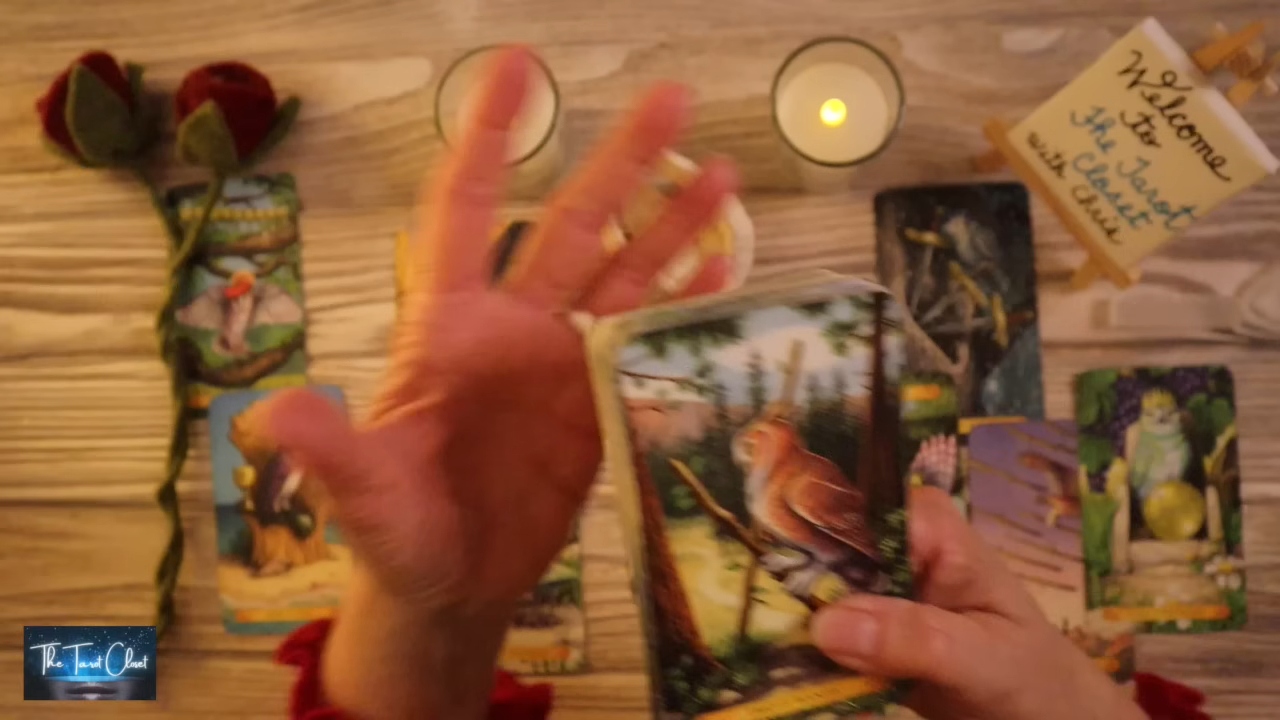 Welcome
to
The Tarot
Closet
with Chris
The Tarot Closet